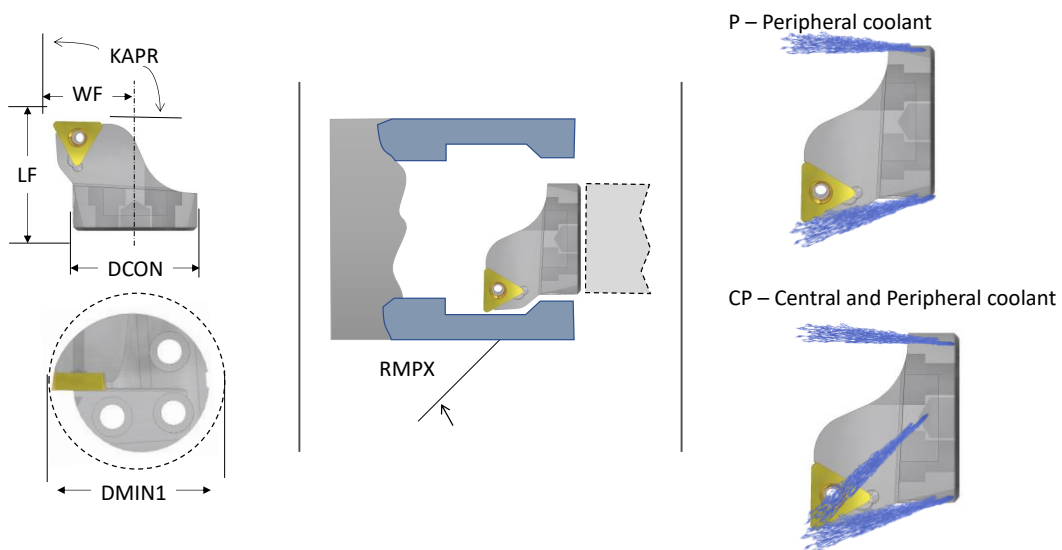 KAPR
WF
LF
DCON
DMIN1
RMPX
P – Peripheral coolant
CP – Central and Peripheral coolant